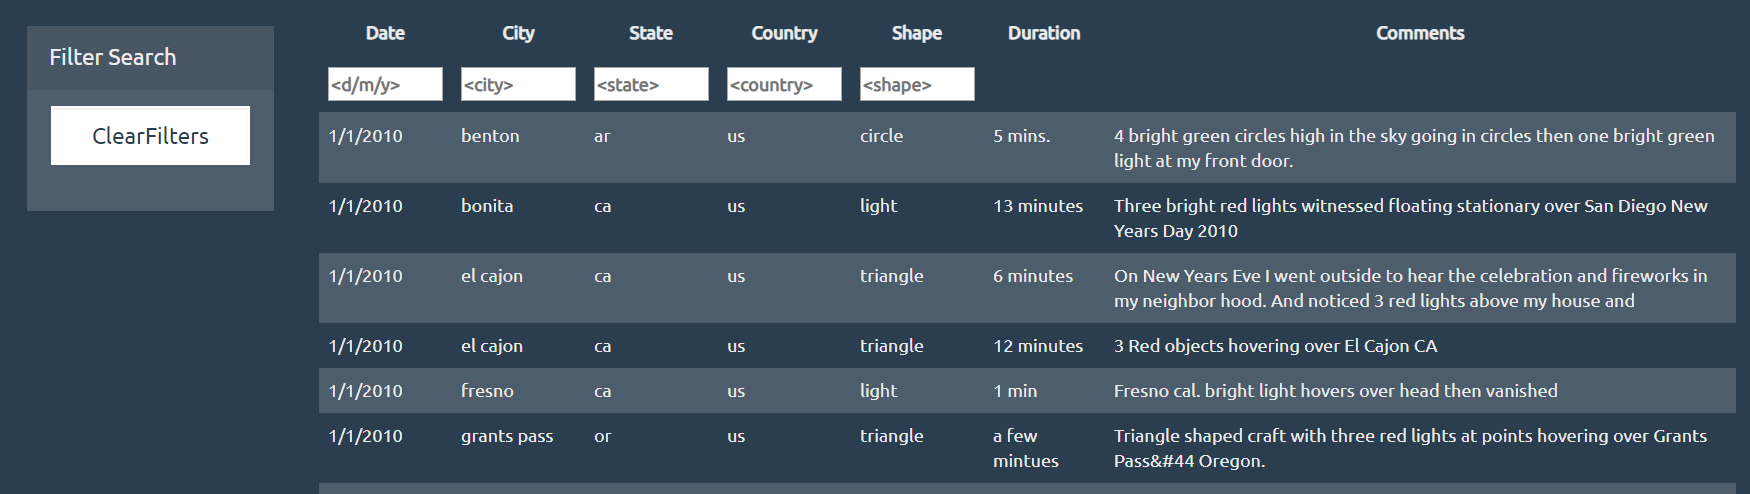 Filter Search
ClearFilters
Date City State Country Shape Duration Comments
<d/m/y> <city> <state> <country> <shape>
1/1/2010 benton ar us circle 5 mins. 4 bright green circles high in the sky going in circles then one bright green
light at my front door.
1/1/2010 bonita ca us light 13 minutes Three bright red lights witnessed floating stationary over San Diego New
Years Day 2010
1/1/2010 el cajon ca us triangle 6 minutes On New Years Eve I went outside to hear the celebration and fireworks in
my neighbor hood. And noticed 3 red lights above my house and
1/1/2010 el cajon ca us triangle 12 minutes 3 Red objects hovering over El Cajon CA
1/1/2010 fresno ca us light 1 min Fresno cal. bright light hovers over head then vanished
1/1/2010 grants pass or us triangle a few Triangle shaped craft with three red lights at points hovering over Grants
mintues Pass&#44 Oregon.